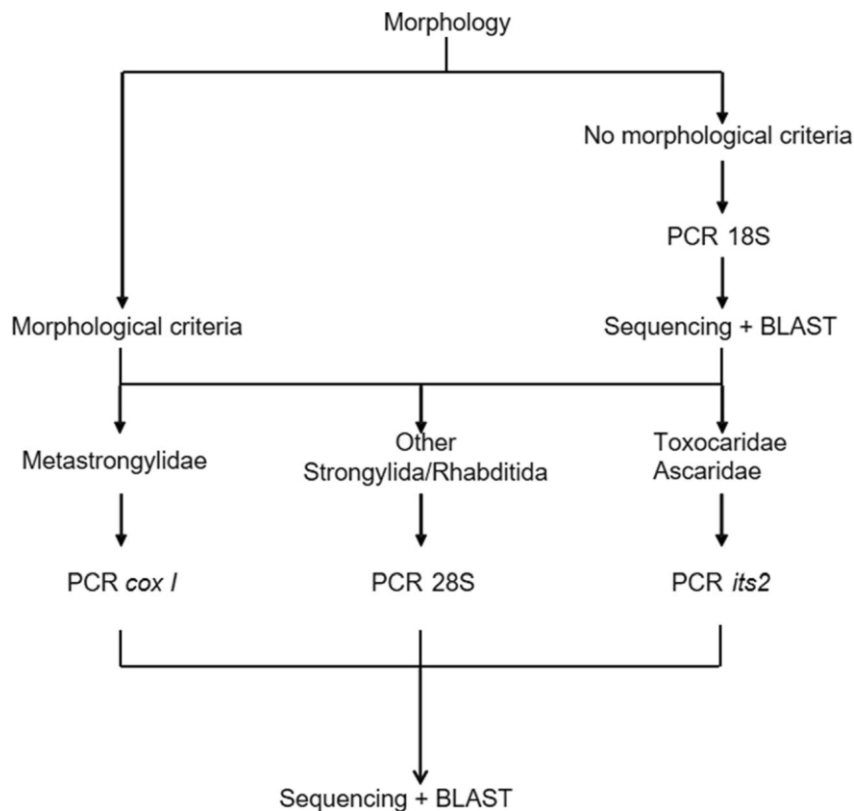 Morphology
No morphological criteria
PCR 18S
Morphological criteria
Sequencing + BLAST
Metastrongylidae
Other
Strongylida/Rhabditida
Toxocaridae
Ascaridae
PCR cox I
PCR 28S
PCR its2
Sequencing + BLAST